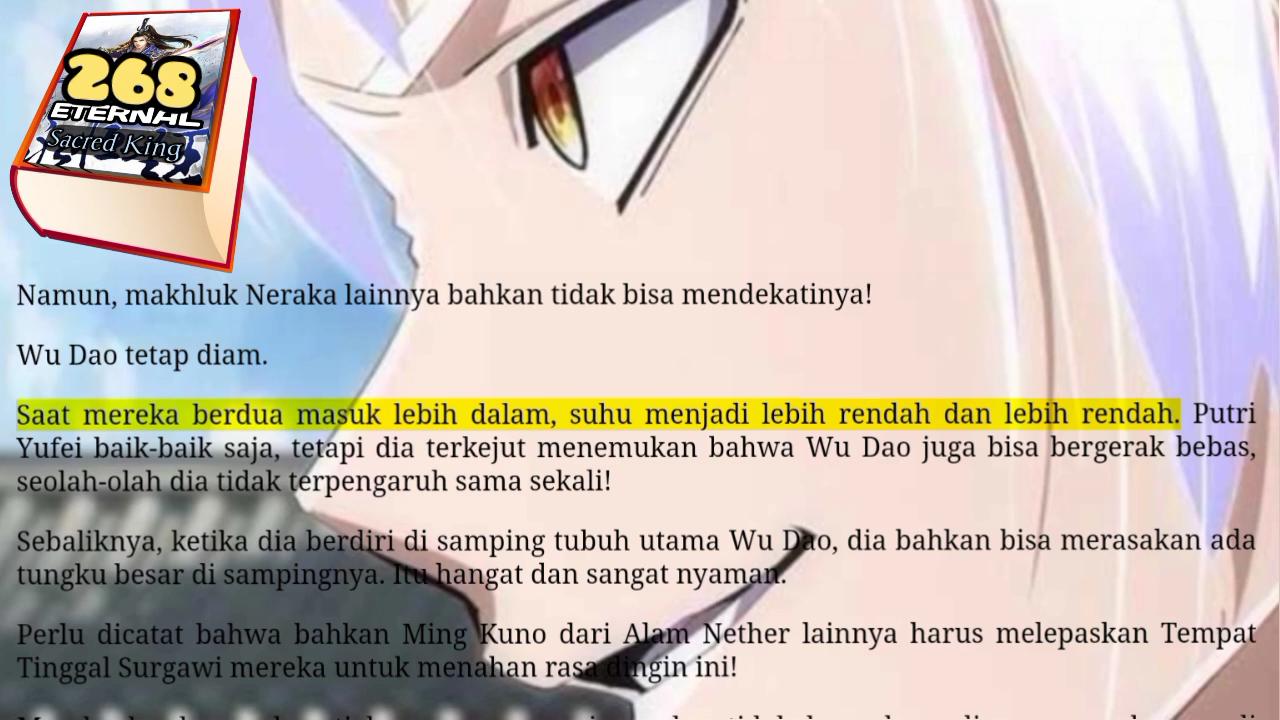 268
ETERNAL
Sacred King
Namun, makhluk Neraka lainnya bahkan tidak bisa mendekatinya!
Wu Dao tetap diam.
Saat mereka berdua masuk lebih dalam, suhu menjadi lebih rendah dan lebih rendah. Putri
Yufei baik-baik saja, tetapi dia terkejut menemukan bahwa Wu Dao juga bisa bergerak bebas,
seolah-olah dia tidak terpengaruh sama sekali!
Sebaliknya, ketika dia berdiri di samping tubuh utama Wu Dao, dia bahkan bisa merasakan ada
tungku besar di sampingnya. Itu hangat dan sangat nyaman.
Perlu dicatat bahwa bahkan Ming Kuno dari Alam Nether lainnya harus melepaskan Tempat
Tinggal Surgawi mereka untuk menahan rasa dingin ini!